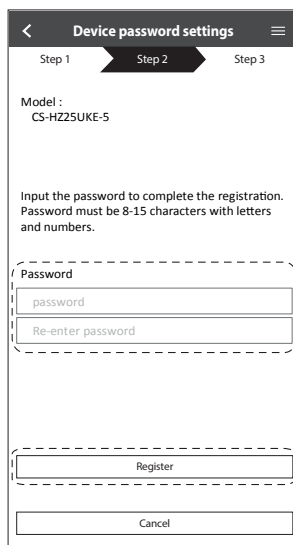 Device password settings
Step 1 Step 2 Step 3
Model :
CS-HZ25UKE-5
Input the password to complete the registration.
Password must be 8-15 characters with letters
and numbers.
Password
password
Re-enter password
Register
Cancel